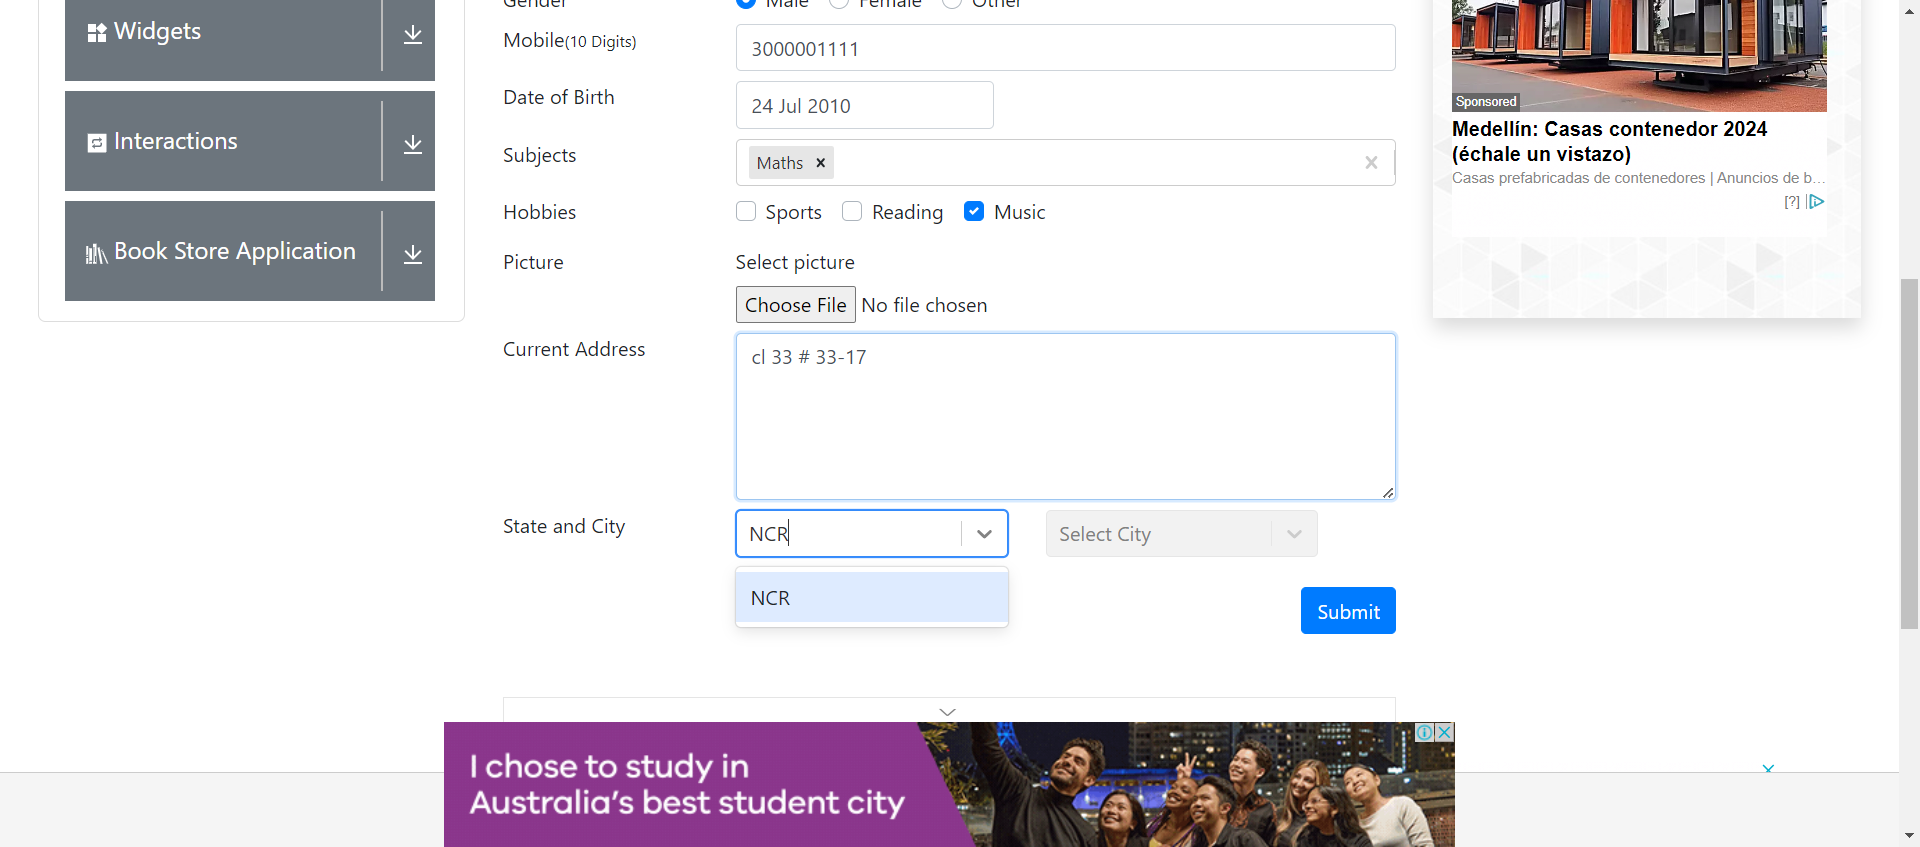 Widgets
Interactions
Book Store Application
Gender
Male
Female
Other
Mobile(10 Digits)
3000001111
Date of Birth
24 Jul 2010
Subjects
Maths
Hobbies
Sports
Reading
Music
Picture
Select picture
Choose File No file chosen
Current Address
cl 33 # 33-17
State and City
NCR
Select City
NCR
Submit
Sponsored
Medellín: Casas contenedor 2024
(échale un vistazo)
Casas prefabricadas de contenedores | Anuncios de b...
[?]
I chose to study in
Australia's best student city